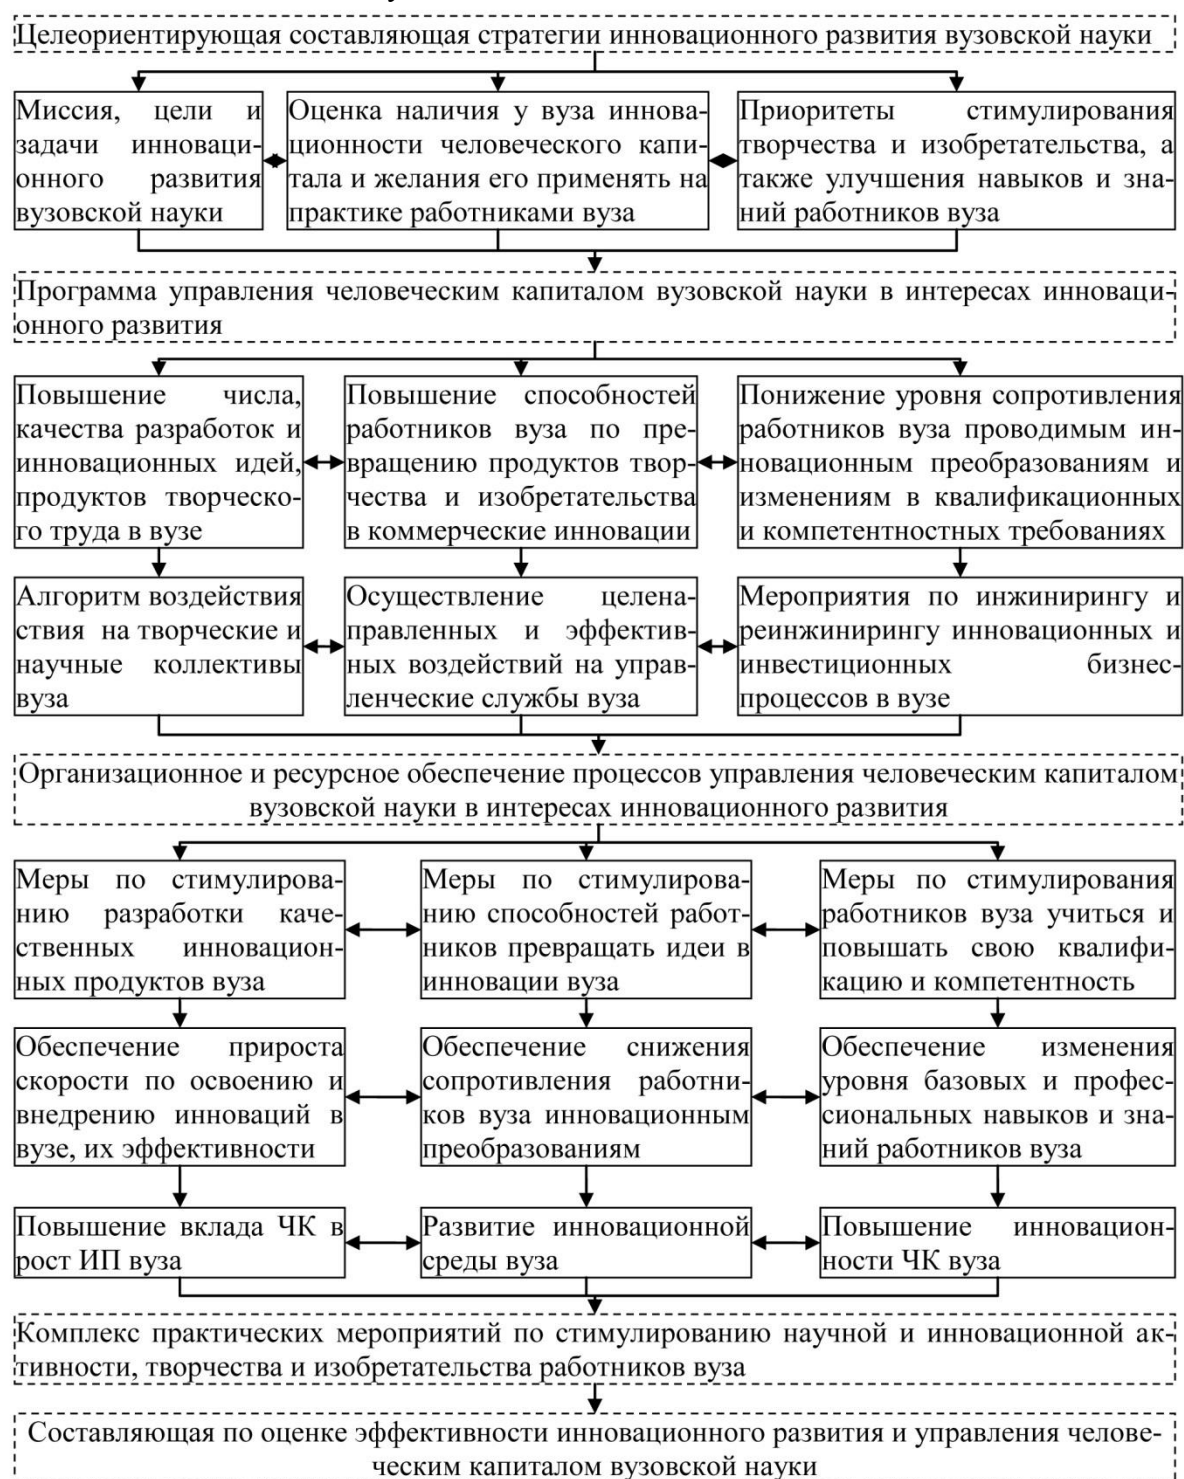 Целеориентирующая составляющая стратегии инновационного развития вузовской науки
Миссия, цели и
задачи инноваци-
онного развития
вузовской науки
Оценка наличия у вуза иннова-
ционности человеческого капи-
тала и желания его применять на
практике работниками вуза
Приоритеты стимулирования
творчества и изобретательства, а
также улучшения навыков и зна-
ний работников вуза
Программа управления человеческим капиталом вузовской науки в интересах инноваци-
онного развития
Повышение числа,
качества разработок и
инновационных идей,
продуктов творческо-
го труда в вузе
Повышение способностей
работников вуза по пре-
вращению продуктов твор-
чества и изобретательства
в коммерческие инновации
Понижение уровня сопротивления
работников вуза проводимым ин-
новационным преобразованиям и
изменениям в квалификационных
и компетентностных требованиях
Алгоритм воздействия
ствия на творческие и
научные коллективы
вуза
Осуществление целена-
правленных и эффектив-
ных воздействий на управ-
ленческие службы вуза
Мероприятия по инжинирингу и
реинжинирингу инновационных и
инвестиционных бизнес-
процессов в вузе
Организационное и ресурсное обеспечение процессов управления человеческим капиталом
вузовской науки в интересах инновационного развития
Меры по стимулирова-
нию разработки каче-
ственных инновацион-
ных продуктов вуза
Меры по стимулирова-
нию способностей работ-
ников превращать идеи в
инновации вуза
Меры по стимулирования
работников вуза учиться и
повышать свою квалифи-
кацию и компетентность
Обеспечение прироста
скорости по освоению и
внедрению инноваций в
вузе, их эффективности
Обеспечение снижения
сопротивления работни-
ков вуза инновационным
преобразованиям
Обеспечение изменения
уровня базовых и профес-
сиональных навыков и зна-
ний работников вуза
Повышение вклада ЧК в
рост ИП вуза
Развитие инновационной
среды вуза
Повышение инновацион-
ности ЧК вуза
Комплекс практических мероприятий по стимулированию научной и инновационной ак-
тивности, творчества и изобретательства работников вуза
Составляющая по оценке эффективности инновационного развития и управления челове-
ческим капиталом вузовской науки